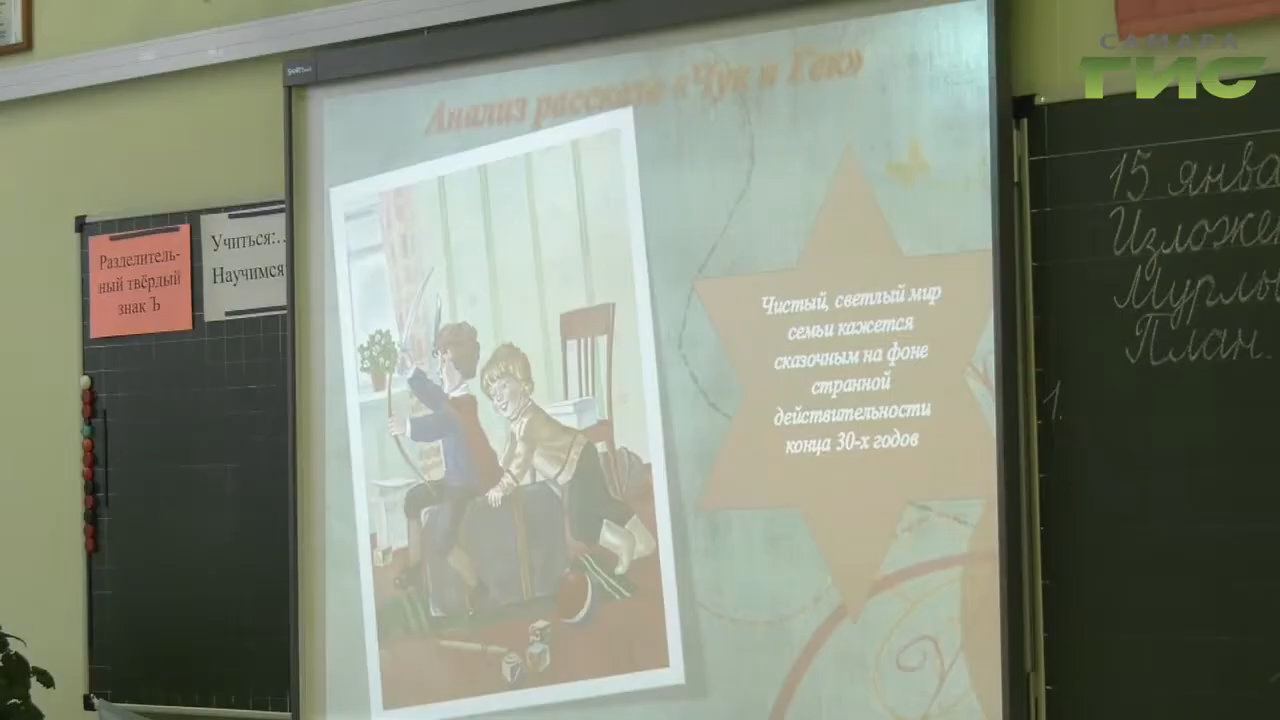 САМАРА
ГИС
Анализ рассказа «Чук и Гек»
Разделитель-
ный твёрдый
знак Ъ
Учиться:..
Научимся
Чистый, светлый мир
семьи кажется
сказочным на фоне
странной
действительности
конца 30-х годов
15 янва
Изложе
Мурлы
План.
1.